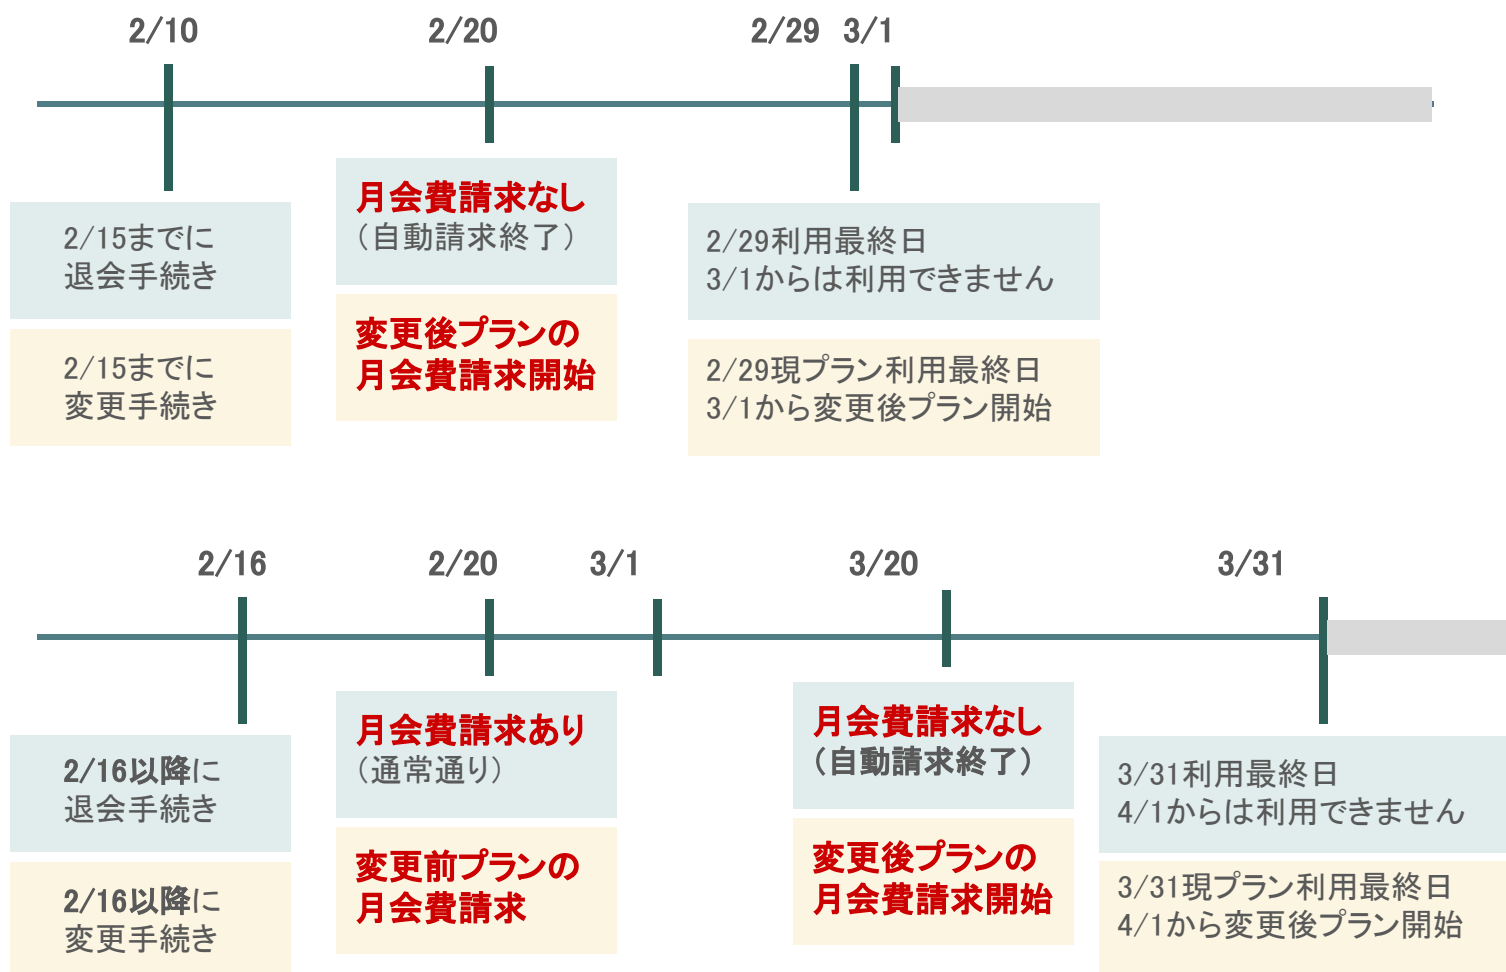 2/10
2/20
2/29
3/1
2/15までに
退会手続き
2/15までに
変更手続き
月会費請求なし
（自動請求終了）
変更後プランの
月会費請求開始
2/29利用最終日
3/1からは利用できません
2/29現プラン利用最終日
3/1から変更後プラン開始
2/16
2/20
3/1
3/20
3/31
2/16以降に
退会手続き
2/16以降に
変更手続き
月会費請求あり
（通常通り）
変更前プランの
月会費請求
月会費請求なし
（自動請求終了）
変更後プランの
月会費請求開始
3/31利用最終日
4/1からは利用できません
3/31現プラン利用最終日
4/1から変更後プラン開始